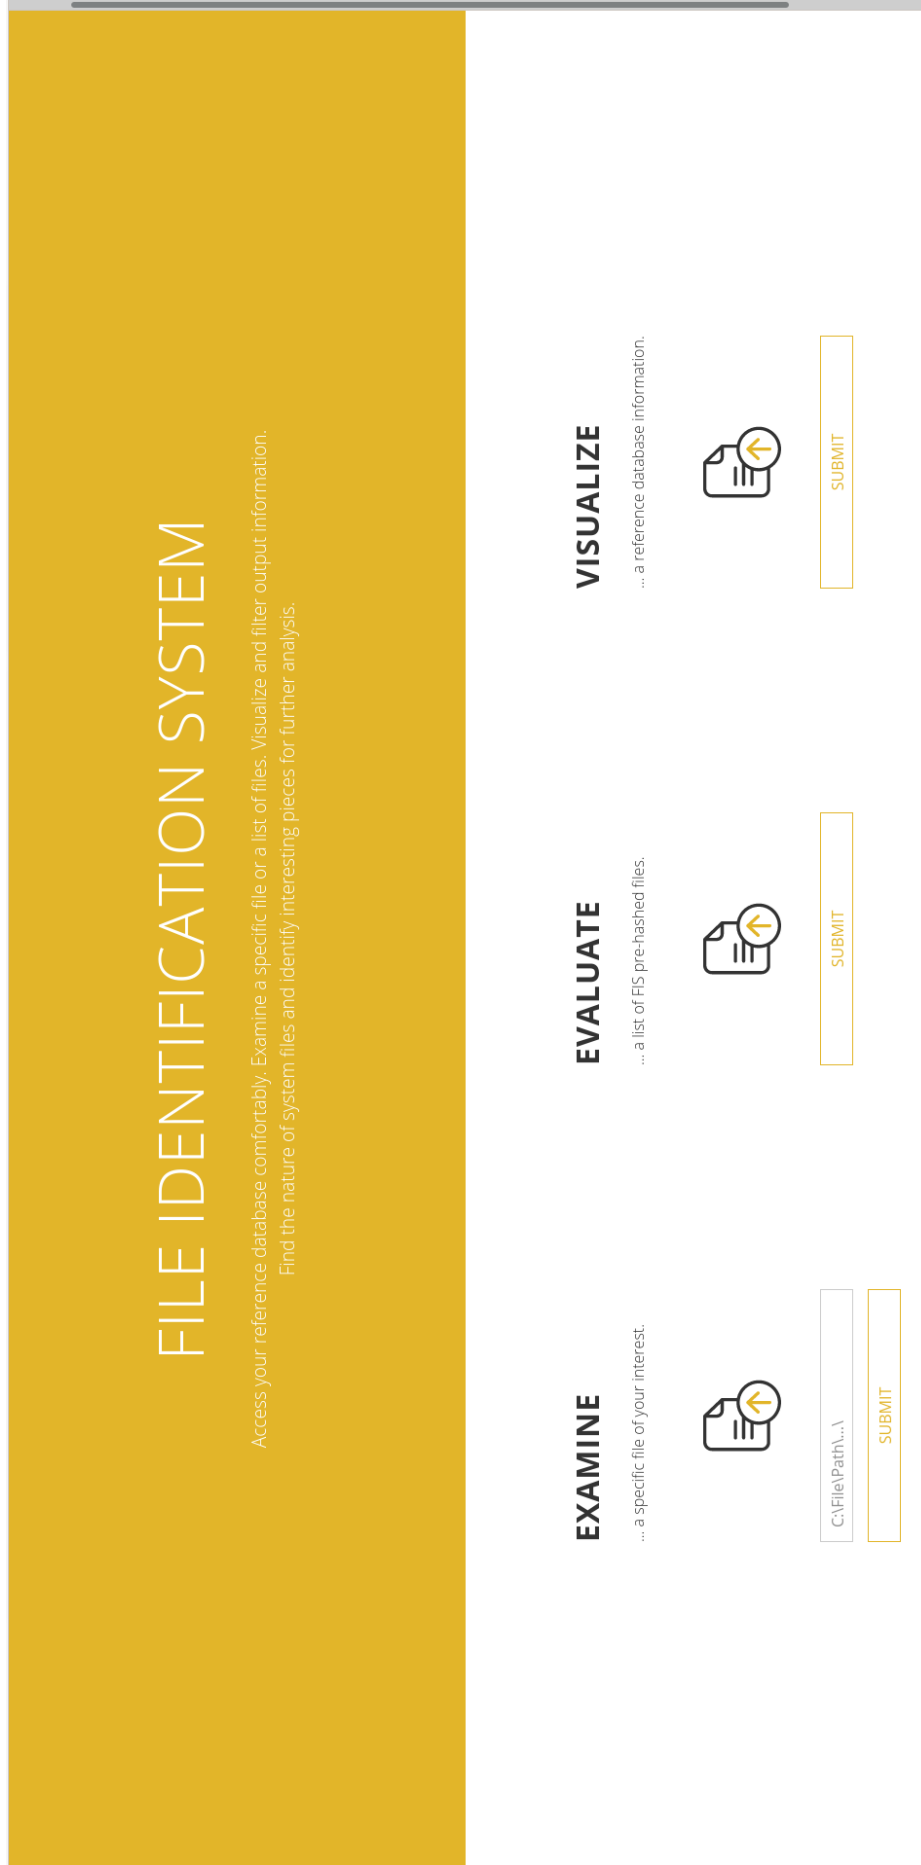 FILE IDENTIFICATION SYSTEM
Access your reference database comfortably. Examine a specific file or a list of files. Visualize and filter output information.
Find the nature of system files and identify interesting pieces for further analysis.
EXAMINE
... a specific file of your interest.
C:\File\Path\...\
SUBMIT
EVALUATE
... a list of FIS pre-hashed files.
SUBMIT
VISUALIZE
... a reference database information.
SUBMIT